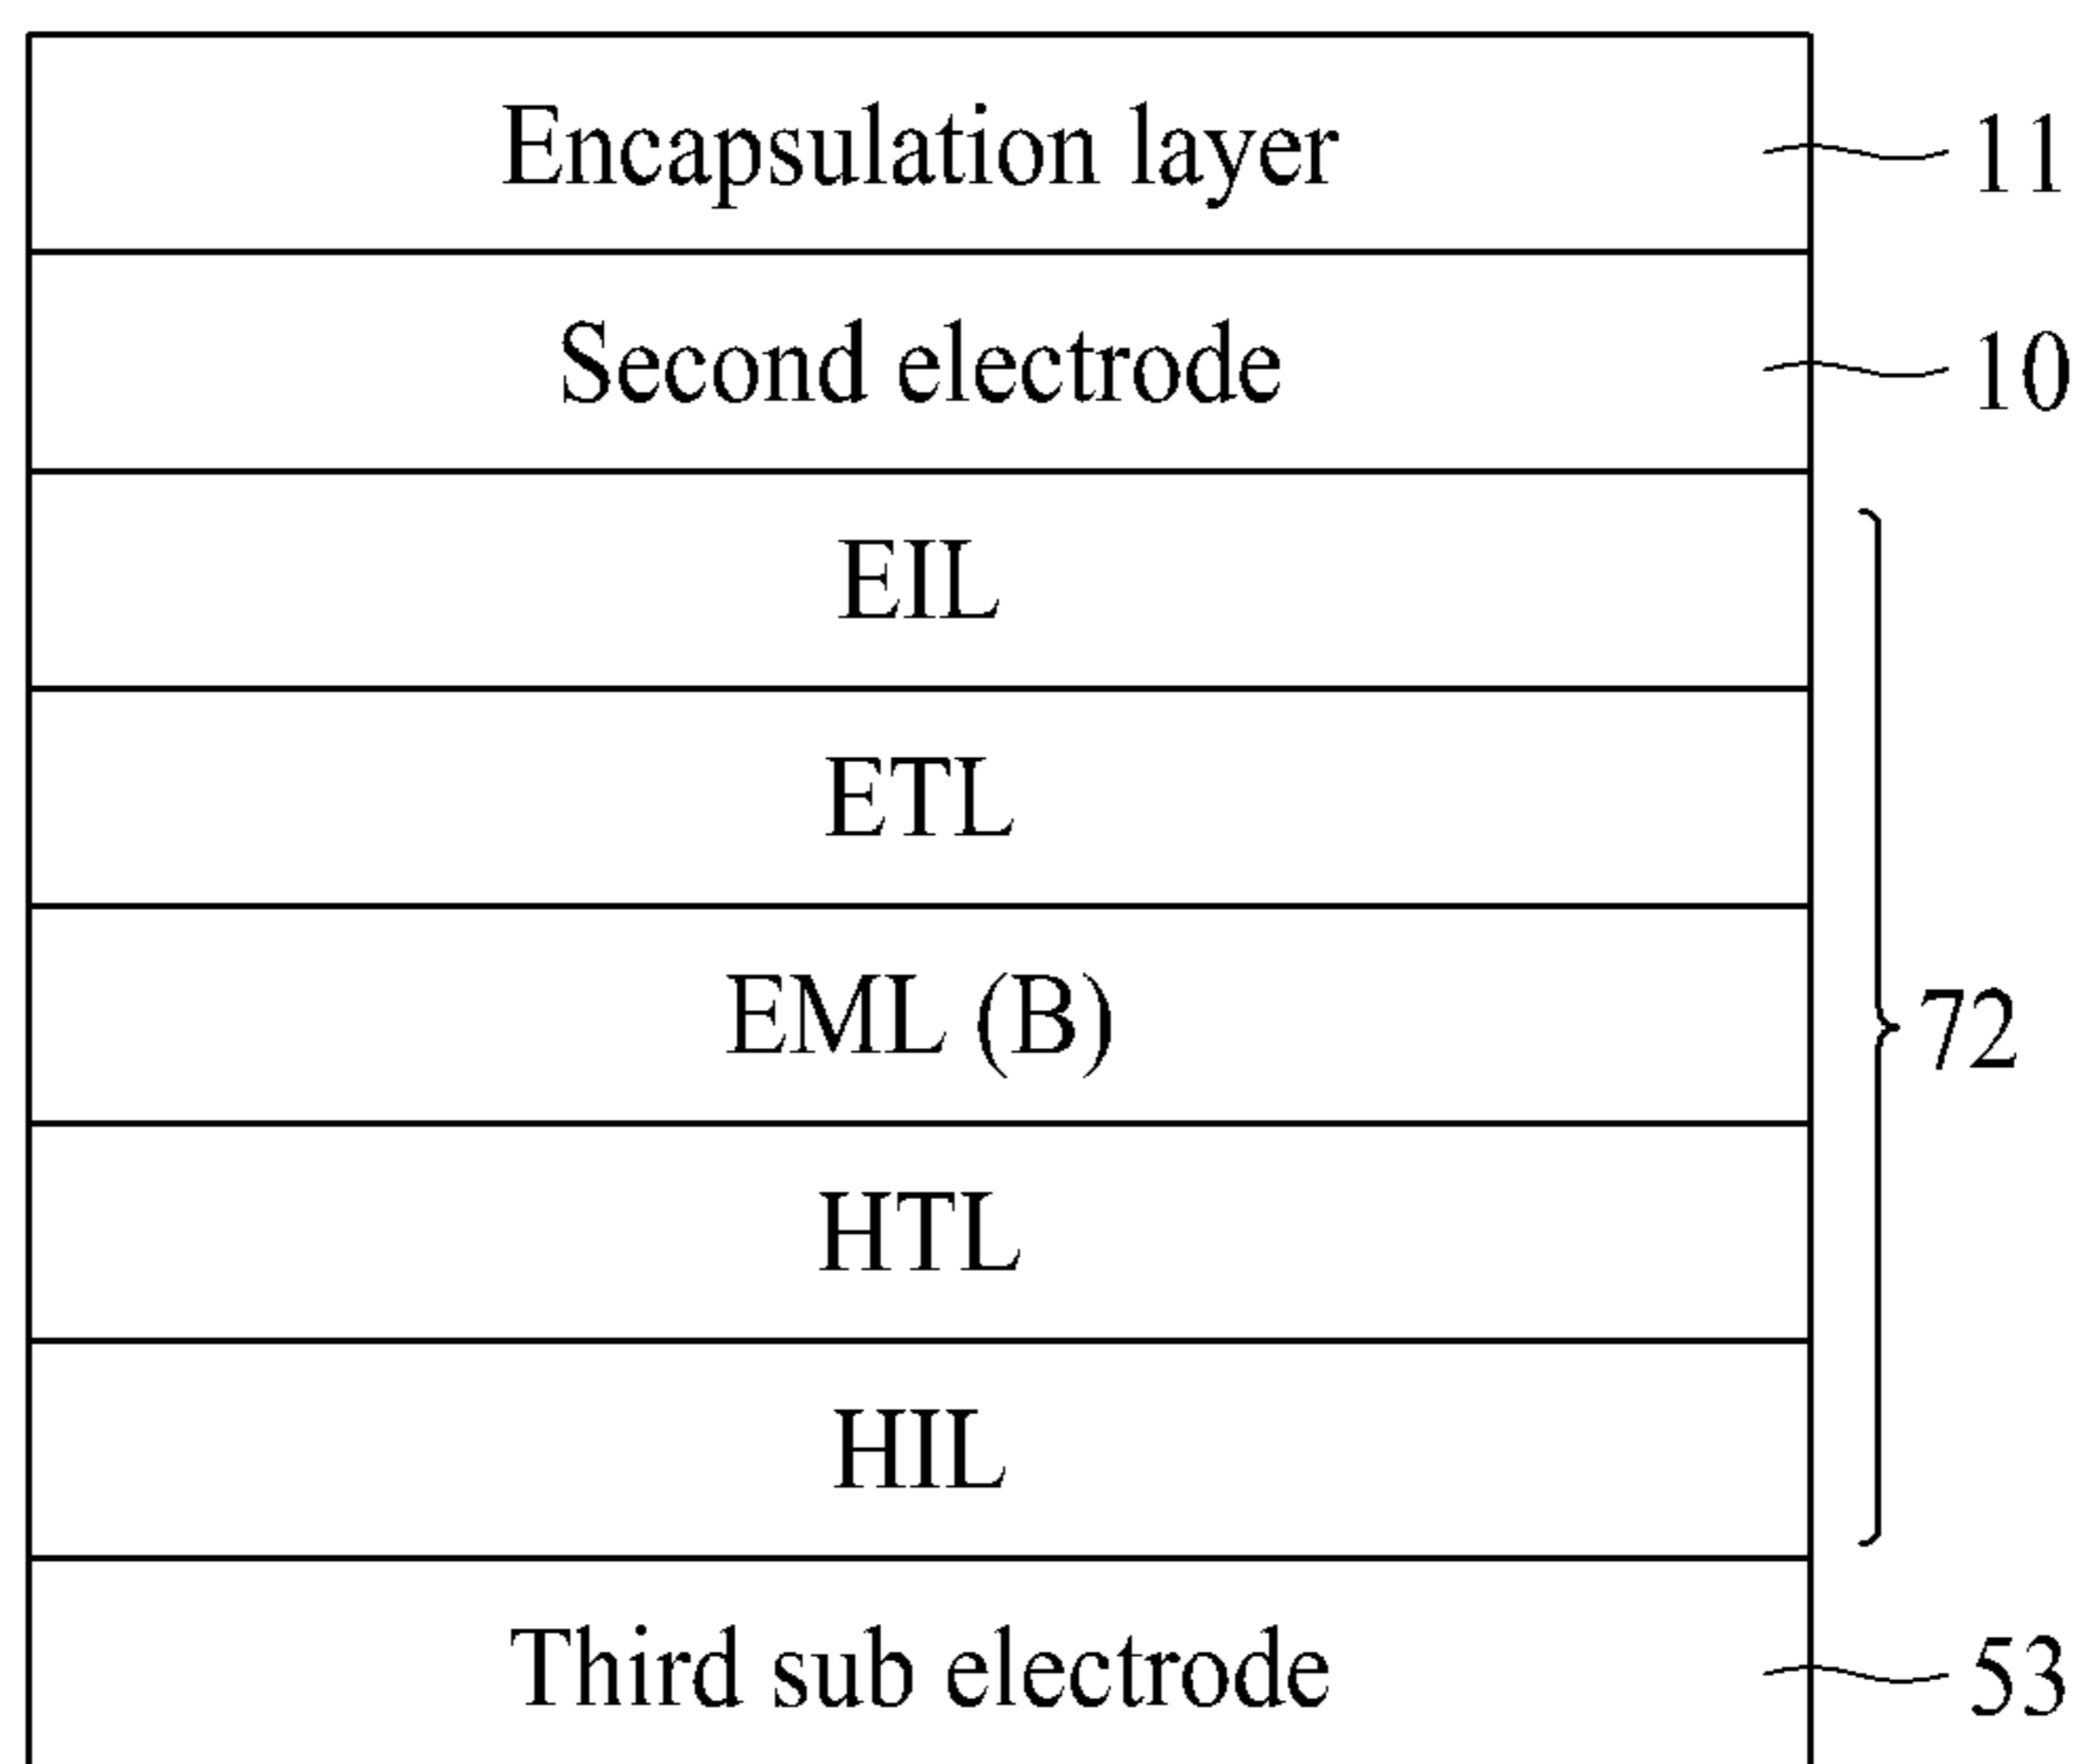 Encapsulation layer 11
Second electrode 10
EIL
ETL
EML (B) 72
HTL
HIL
Third sub electrode 53